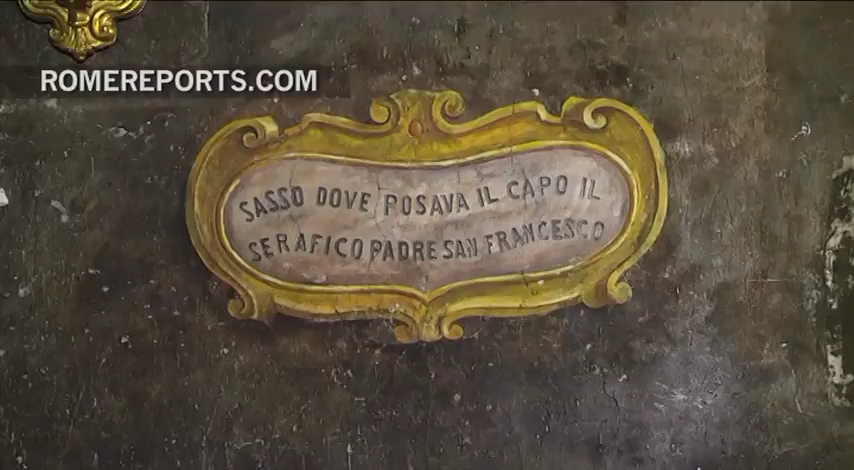 ROMEREPORTS.COM
SASSO DOVE POSAVA IL CAPO IL
SERAFICO PADRE SAN FRANCESCO